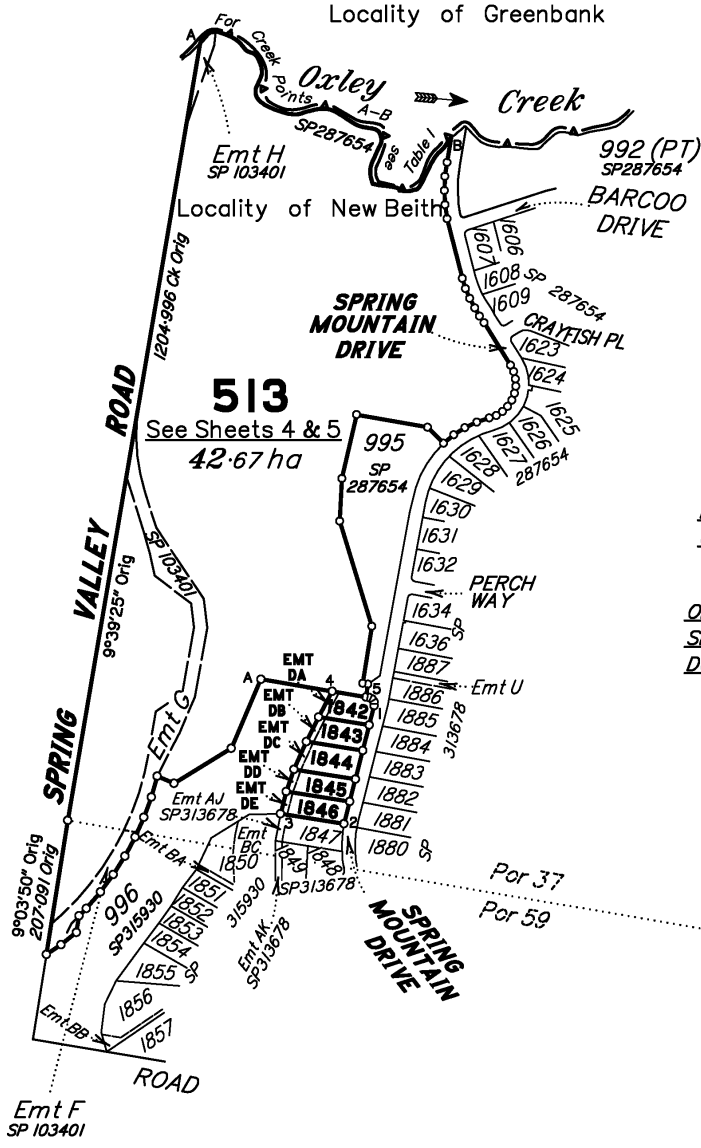 Locality of Greenbank
A
For
Creek
Points
A-B
see
Table 1
Oxley
Creek
SP287654
B
Emt H
SP 103401
992 (PT)
SP287654
BARCOO
DRIVE
Locality of New Beith
1606
1607
1608
1609
SP
287654
1204·996 Ck Orig
SPRING
MOUNTAIN
DRIVE
CRAYFISH PL
1623
1624
1625
1626
1627
1628
287654
1629
1630
1631
1632
513
See Sheets 4 & 5
42·67 ha
995
SP
287654
SPRING VALLEY ROAD
9°39'25" Orig
SP 103401
PERCH
WAY
1634
1636
SP
1887
1886
Emt U
1885
1884
313678
1883
1882
1881
1880
SP
Emt G
A
EMT
DA
4
5
1
EMT
DB
EMT
DC
EMT
DD
EMT
DE
1842
1843
1844
1845
1846
3
2
Emt AJ
SP313678
Emt
BC
1847
1848
1849
1850
SP313678
Emt BA
1851
1852
1853
1854
1855
1856
1857
SP
315930
Emt AK
SP313678
9°03'50" Orig
207·091 Orig
996
SP315930
Por 37
Por 59
SPRING
MOUNTAIN
DRIVE
Emt BB
ROAD
Emt F
SP 103401